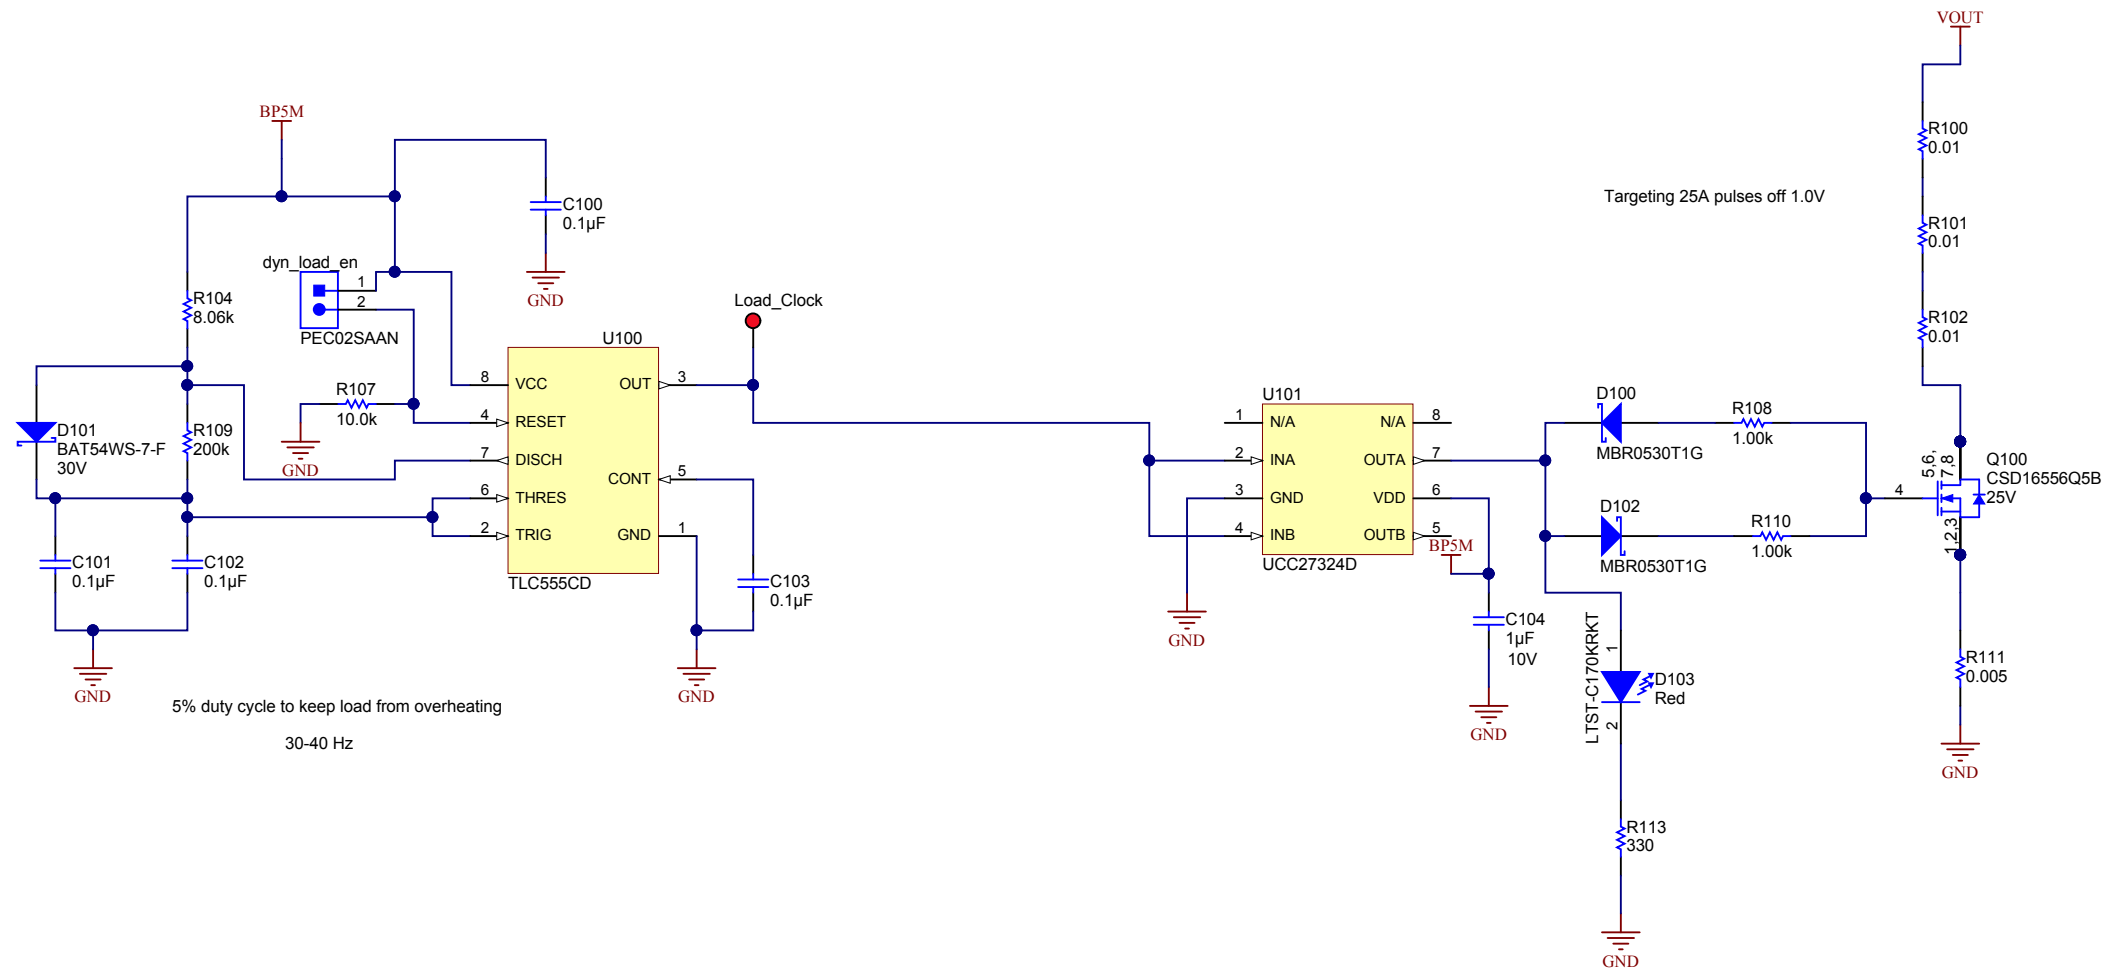 VOUT
BP5M
R100
0.01
C100
0.1µF
Targeting 25A pulses off 1.0V
R101
0.01
dyn_load_en
1
2
PEC02SAAN
GND
R104
8.06k
Load_Clock
R102
0.01
U100
8 VCC OUT 3
4 RESET
7 DISCH
CONT 5
6 THRES
2 TRIG GND 1
TLC555CD
R107
10.0k
GND
D101
BAT54WS-7-F
30V
R109
200k
C101
0.1µF
C102
0.1µF
C103
0.1µF
GND
GND
5% duty cycle to keep load from overheating
30-40 Hz
U101
1 N/A N/A 8
2 INA OUTA 7
3 GND VDD 6
4 INB OUTB 5
UCC27324D
GND
BP5M
C104
1µF
10V
GND
D100
MBR0530T1G
R108
1.00k
D102
MBR0530T1G
R110
1.00k
4
5,6,
7,8
1,2,3
Q100
CSD16556Q5B
25V
R111
0.005
GND
LTST-C170KRKT
1
2
D103
Red
R113
330
GND